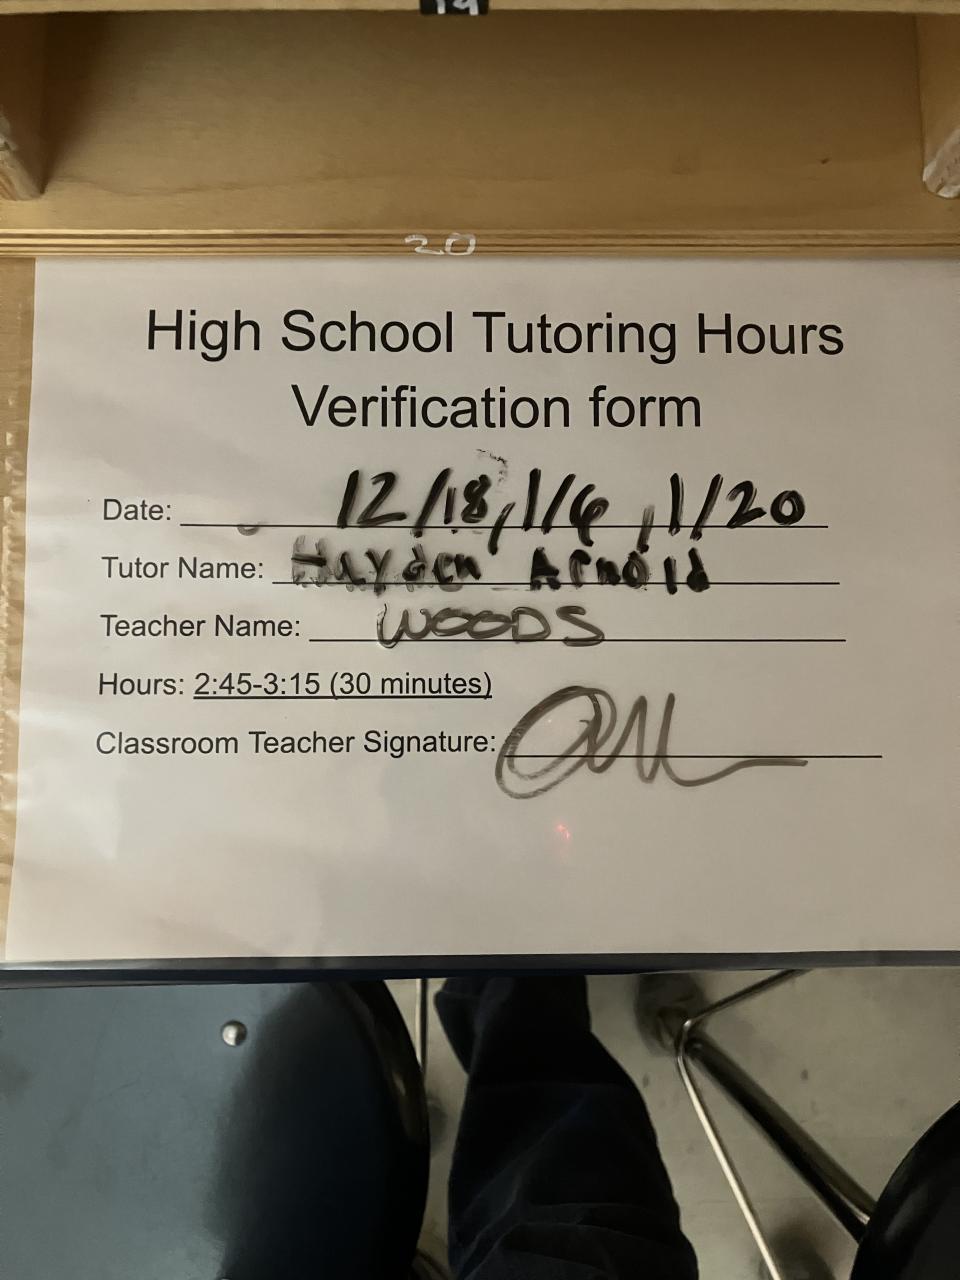 19
20
High School Tutoring Hours
Verification form
Date: 12/18, 1/6, 1/20
Tutor Name: Hayden Arnold
Teacher Name: WOODS
Hours: 2:45-3:15 (30 minutes)
Classroom Teacher Signature: